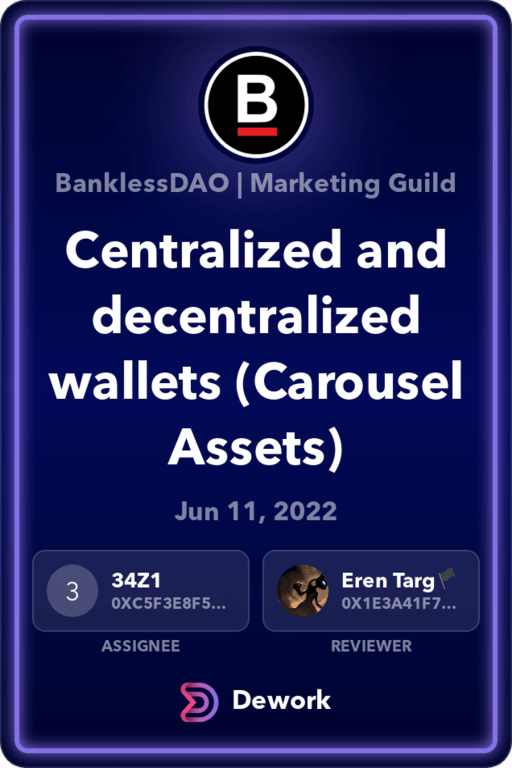 B
BanklessDAO | Marketing Guild
Centralized and
decentralized
wallets (Carousel
Assets)
Jun 11, 2022
3
34Z1
0XC5F3E8F5...
ASSIGNEE
Eren Targ🏴
0X1E3A41F7...
REVIEWER
Dework